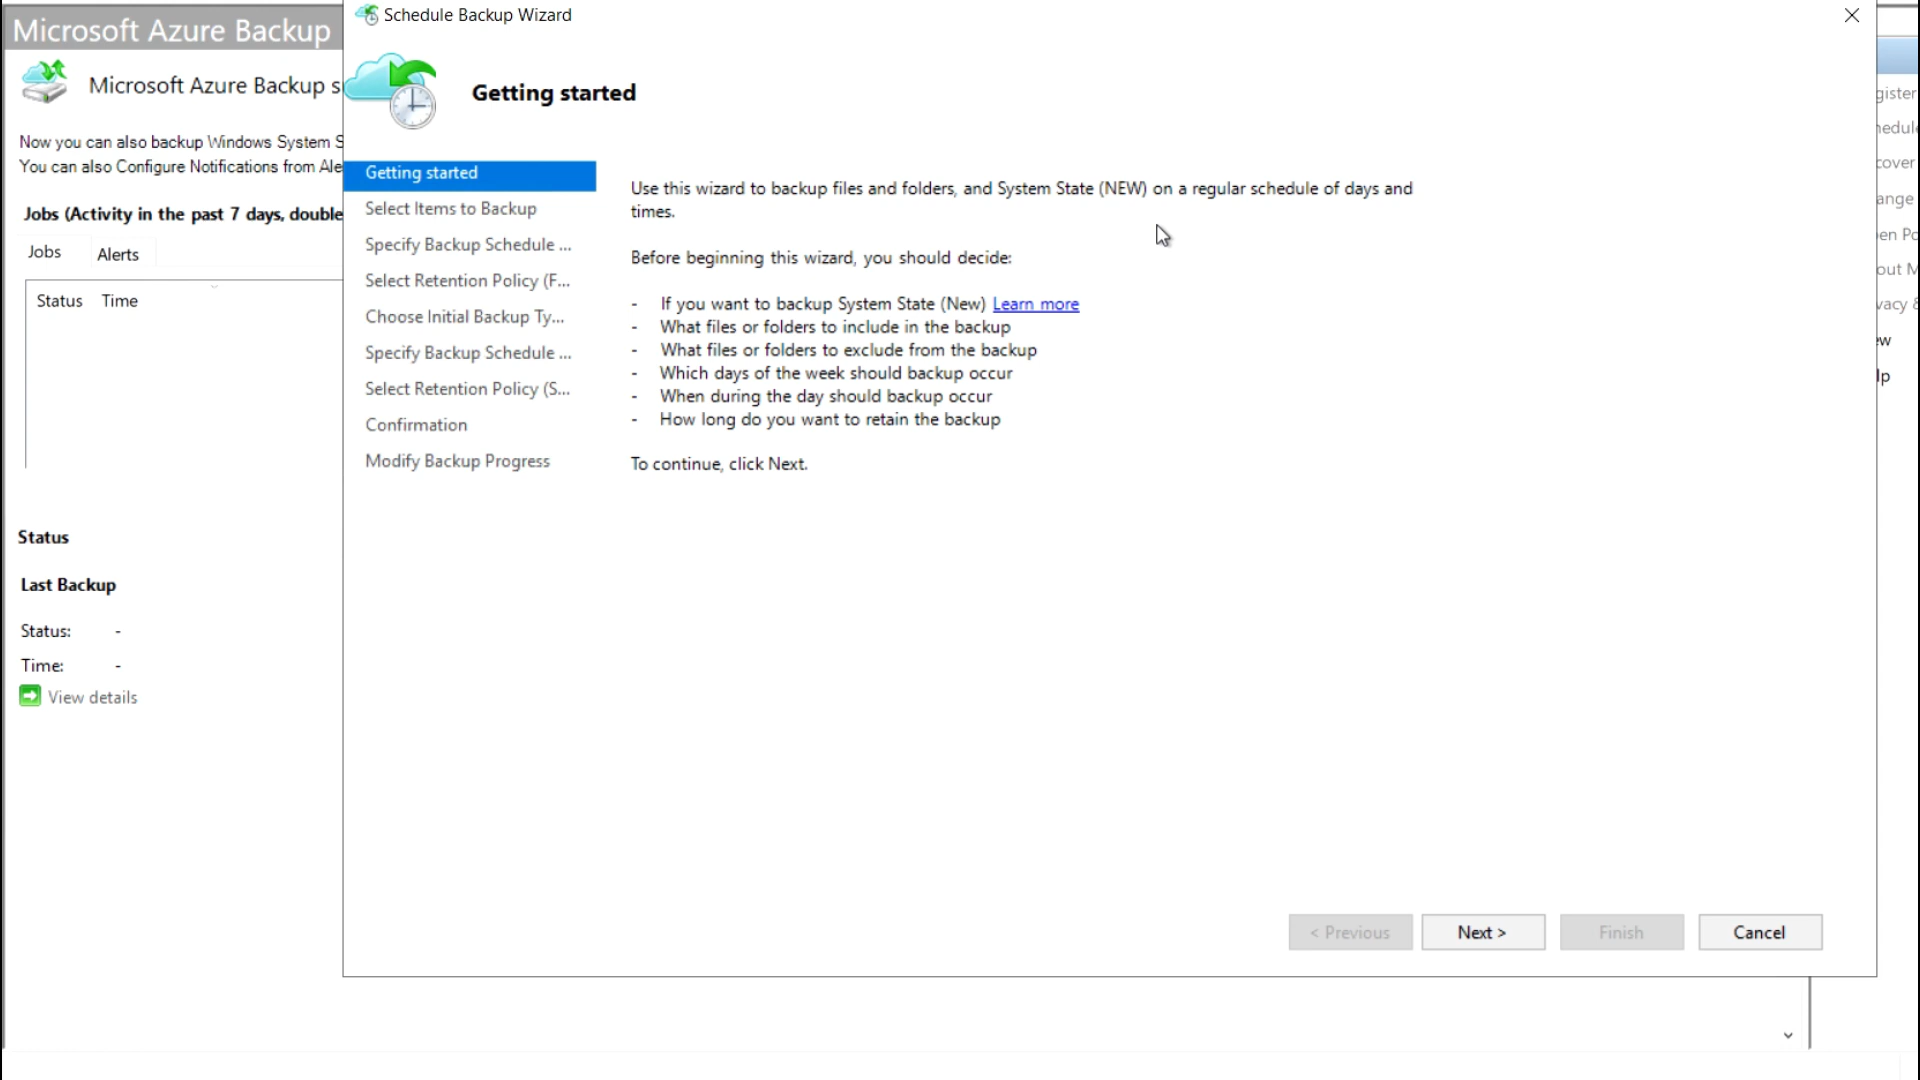 Microsoft Azure Backup
Microsoft Azure Backup s
Now you can also backup Windows System S
You can also Configure Notifications from Ale
Jobs (Activity in the past 7 days, double
Jobs
Alerts
Status Time
Status
Last Backup
Status: -
Time: -
View details
Schedule Backup Wizard
Getting started
Getting started
Select Items to Backup
Specify Backup Schedule ...
Select Retention Policy (F...
Choose Initial Backup Ty...
Specify Backup Schedule ...
Select Retention Policy (S...
Confirmation
Modify Backup Progress
Use this wizard to backup files and folders, and System State (NEW) on a regular schedule of days and
times.
Before beginning this wizard, you should decide:
- If you want to backup System State (New) Learn more
- What files or folders to include in the backup
- What files or folders to exclude from the backup
- Which days of the week should backup occur
- When during the day should backup occur
- How long do you want to retain the backup
To continue, click Next.
< Previous
Next >
Finish
Cancel
gister
hedule
cover
ange
en Po
out M
vacy &
ew
lp